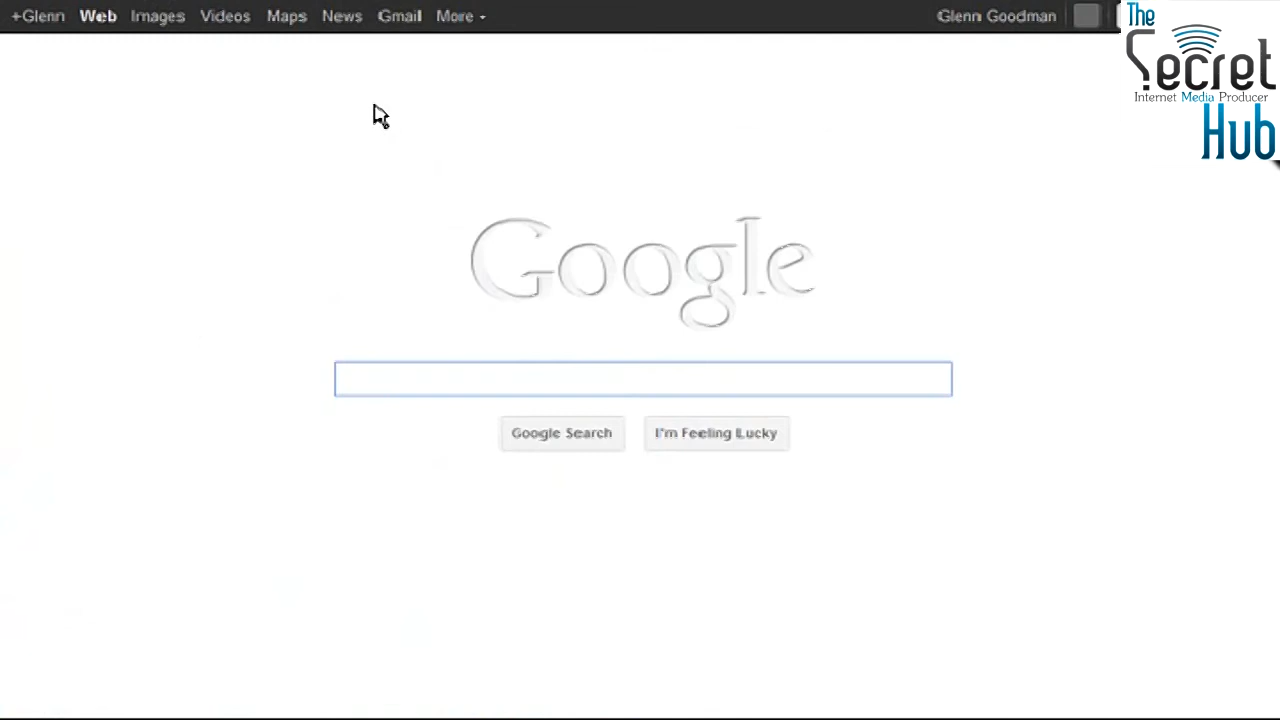 +Glenn Web Images Videos Maps News Gmail More
Glenn Goodman
The
Secret
Internet Media Producer
Hub
Google
Google Search
I'm Feeling Lucky